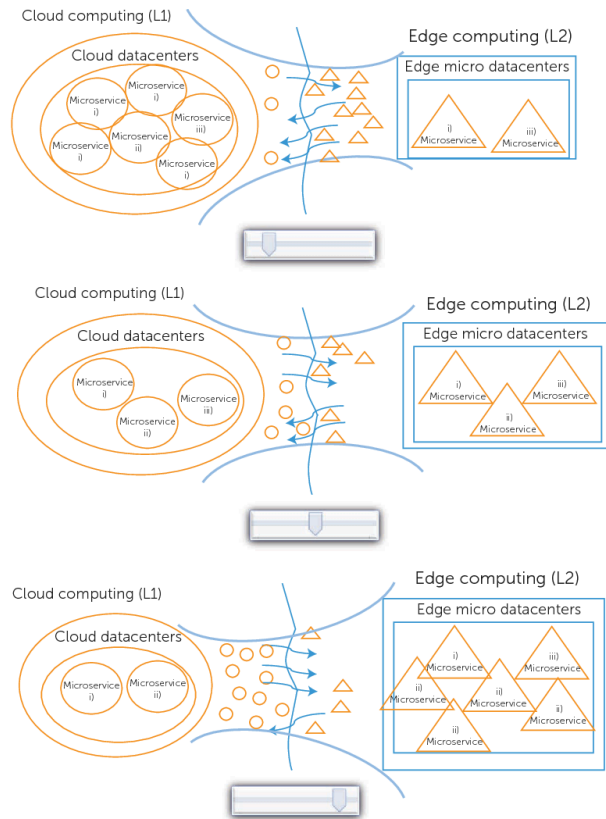 Cloud computing (L1)
Cloud datacenters
Microservice
i)
Microservice
i)
Microservice
iii)
Microservice
ii)
Microservice
i)
Microservice
i)
Edge computing (L2)
Edge micro datacenters
i)
Microservice
iii)
Microservice
Cloud computing (L1)
Cloud datacenters
Microservice
i)
Microservice
iii)
Microservice
ii)
Edge computing (L2)
Edge micro datacenters
i)
Microservice
iii)
Microservice
ii)
Microservice
Cloud computing (L1)
Cloud datacenters
Microservice
i)
Microservice
ii)
Edge computing (L2)
Edge micro datacenters
i)
Microservice
iii)
Microservice
ii)
Microservice
ii)
Microservice
ii)
Microservice
ii)
Microservice